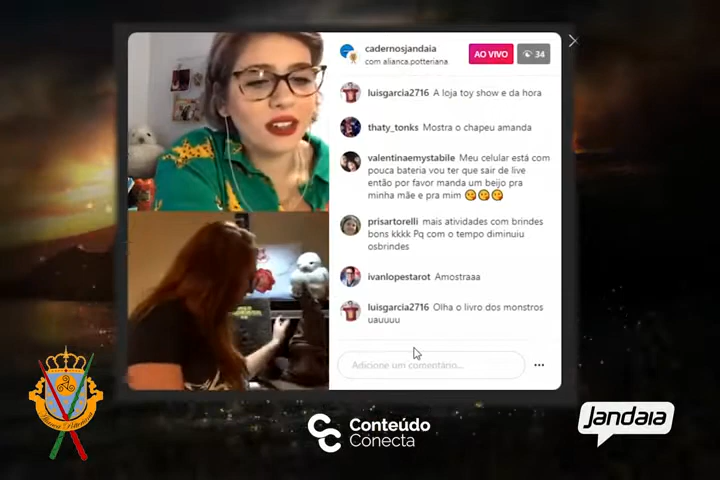 cadernosjandaia
com alianca.potteriana
AO VIVO
34
luisgarcia2716 A loja toy show e da hora
thaty_tonks Mostra o chapeu amanda
valentinaemystabile Meu celular está com
pouca bateria vou ter que sair de live
então por favor manda um beijo pra
minha mãe e pra mim 😋😋😋
prisartorelli mais atividades com brindes
bons kkkk Pq com o tempo diminuiu
osbrindes
ivanlopestarot Amostraaa
luisgarcia2716 Olha o livro dos monstros
uauuuu
Adicione um comentário...
Conteúdo
Conecta
Jandaia